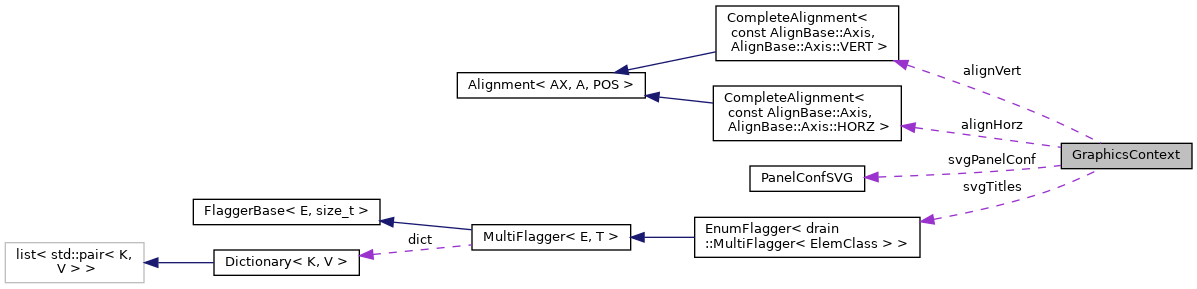 CompleteAlignment<
const AlignBase::Axis,
AlignBase::Axis::VERT >
alignVert
Alignment< AX, A, POS >
CompleteAlignment<
const AlignBase::Axis,
AlignBase::Axis::HORZ >
alignHorz
GraphicsContext
svgPanelConf
PanelConfSVG
svgTitles
FlaggerBase< E, size_t >
EnumFlagger< drain
::MultiFlagger< ElemClass > >
MultiFlagger< E, T >
dict
list< std::pair< K,
V > >
Dictionary< K, V >